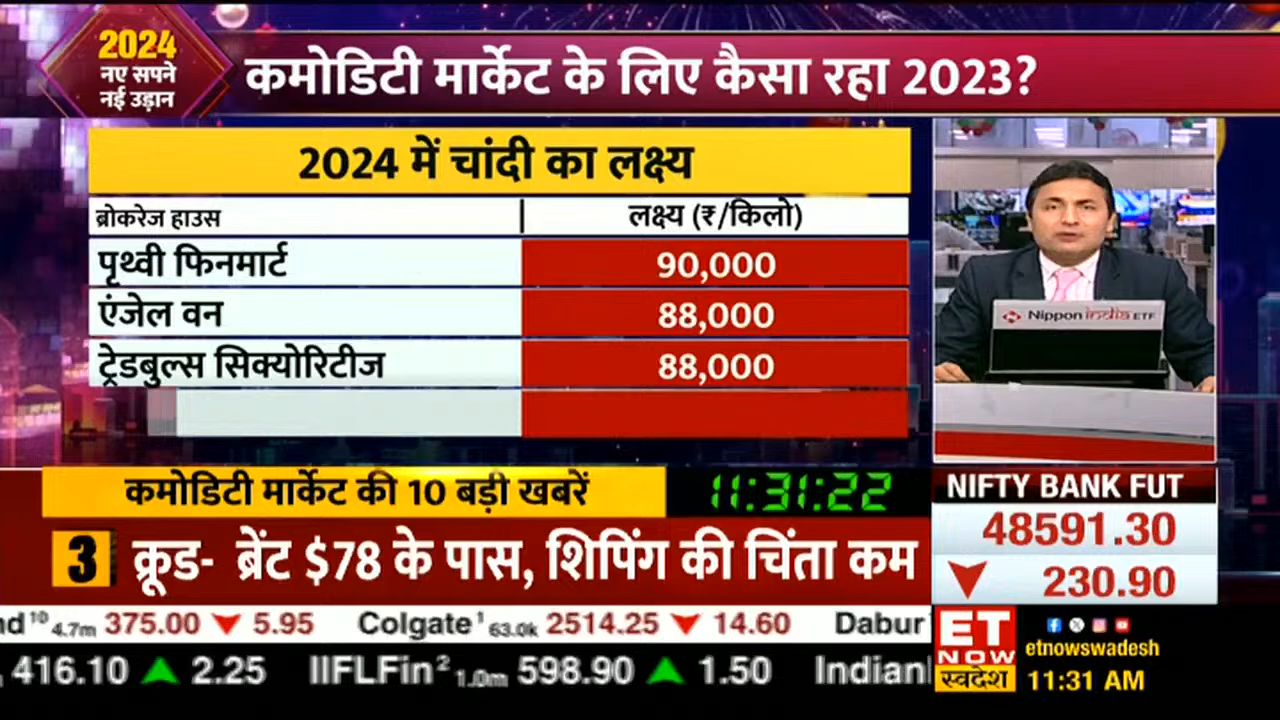 2024
नए सपने
नई उड़ान
कमोडिटी मार्केट के लिए कैसा रहा 2023?
2024 में चांदी का लक्ष्य
ब्रोकरेज हाउस | लक्ष्य (₹/किलो)
पृथ्वी फिनमार्ट 90,000
एंजेल वन 88,000
ट्रेडबुल्स सिक्योरिटीज 88,000
Nippon india ETF
कमोडिटी मार्केट की 10 बड़ी खबरें 11:31:22
3 क्रूड- ब्रेंट $78 के पास, शिपिंग की चिंता कम
NIFTY BANK FUT
48591.30
▼ 230.90
nd 10 4.7m 375.00 ▼ 5.95 Colgate 1 63.0k 2514.25 ▼ 14.60 Dabur
416.10 ▲ 2.25 IIFLFin 2 1.0m 598.90 ▲ 1.50 Indian
ET
NOW
स्वदेश
etnowswadesh
11:31 AM